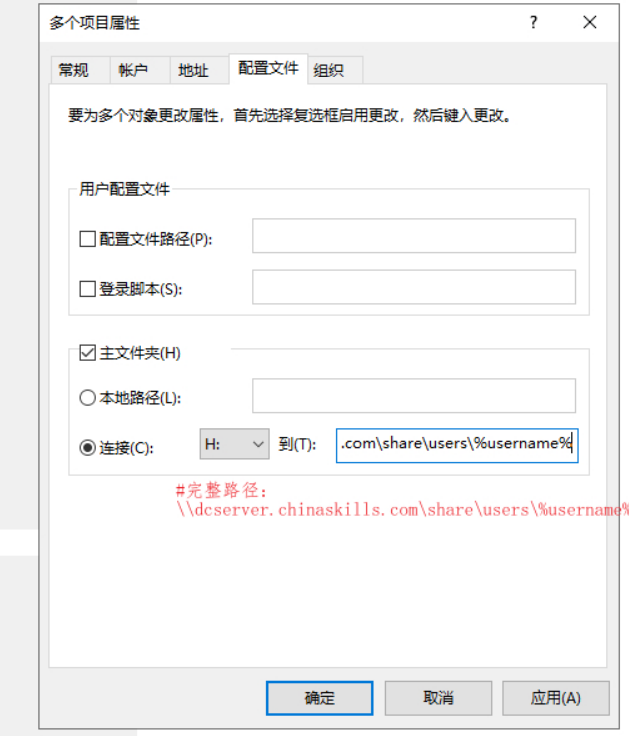 多个项目属性 ? ×
常规 帐户 地址 配置文件 组织
要为多个对象更改属性，首先选择复选框启用更改，然后键入更改。
用户配置文件
配置文件路径(P):
登录脚本(S):
主文件夹(H)
本地路径(L):
连接(C): H: 到(T): .com\share\users\%username%
#完整路径：
\\dcserver.chinaskills.com\share\users\%username%
确定 取消 应用(A)